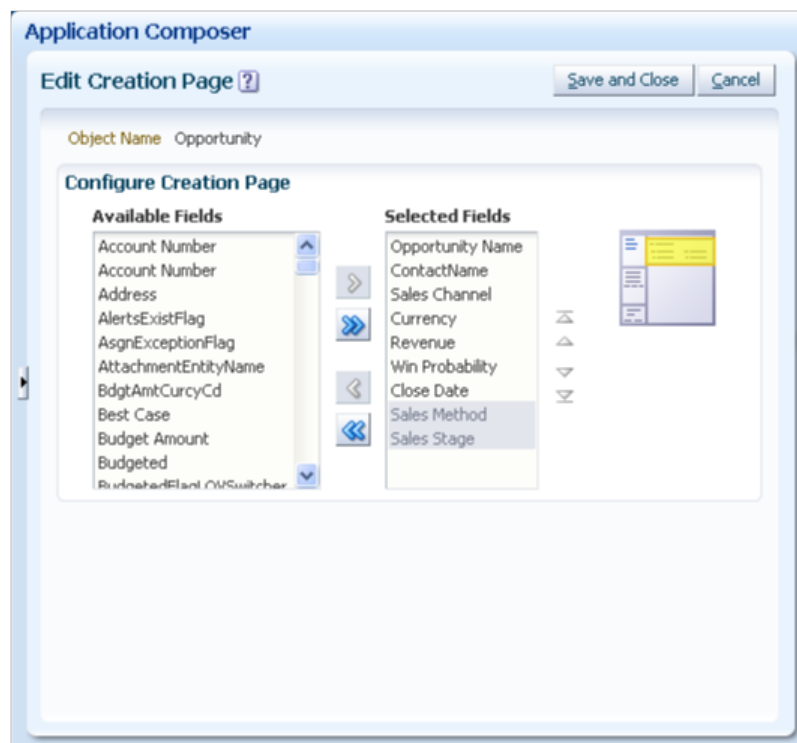 Application Composer
Edit Creation Page ?
Save and Close
Cancel
Object Name Opportunity
Configure Creation Page
Available Fields
Account Number
Account Number
Address
AlertsExistFlag
AsgnExceptionFlag
AttachmentEntityName
BdgtAmtCurcyCd
Best Case
Budget Amount
Budgeted
BudgetedFlagLOVSwitcher
Selected Fields
Opportunity Name
ContactName
Sales Channel
Currency
Revenue
Win Probability
Close Date
Sales Method
Sales Stage